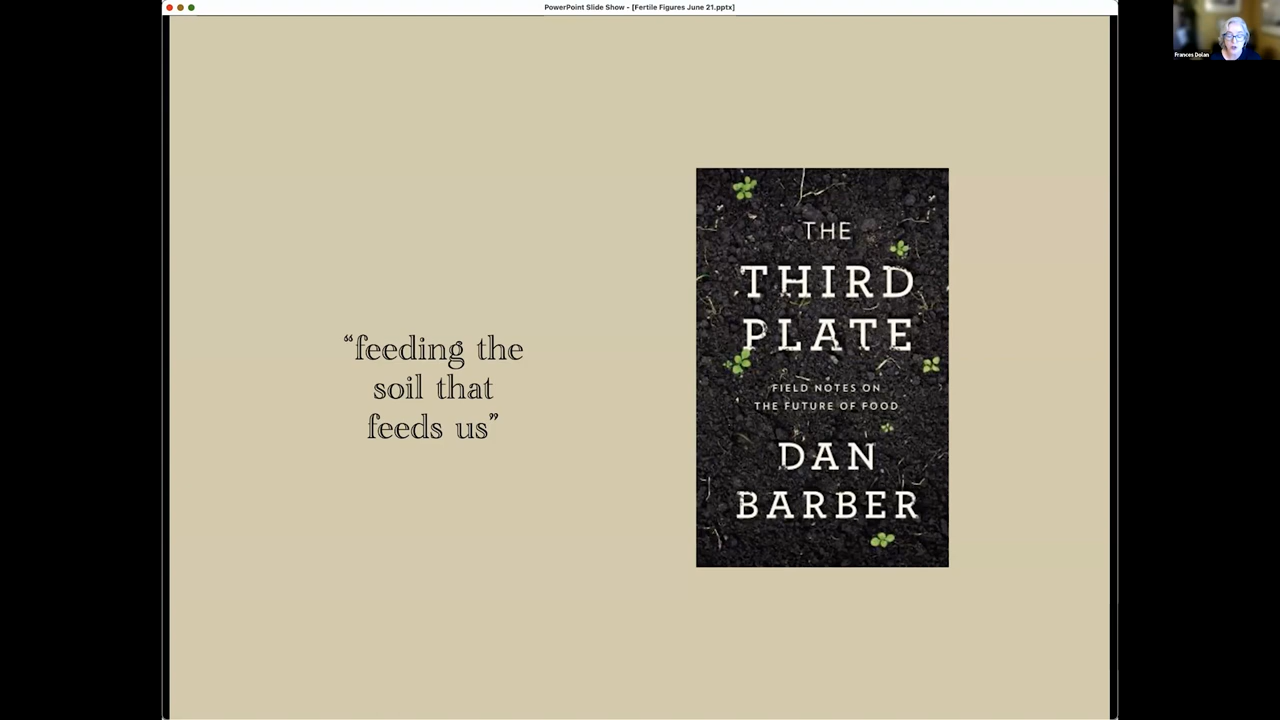 PowerPoint Slide Show - [Fertile Figures June 21.pptx]
Frances Dolan
“feeding the
soil that
feeds us”
THE
THIRD
PLATE
FIELD NOTES ON
THE FUTURE OF FOOD
DAN
BARBER